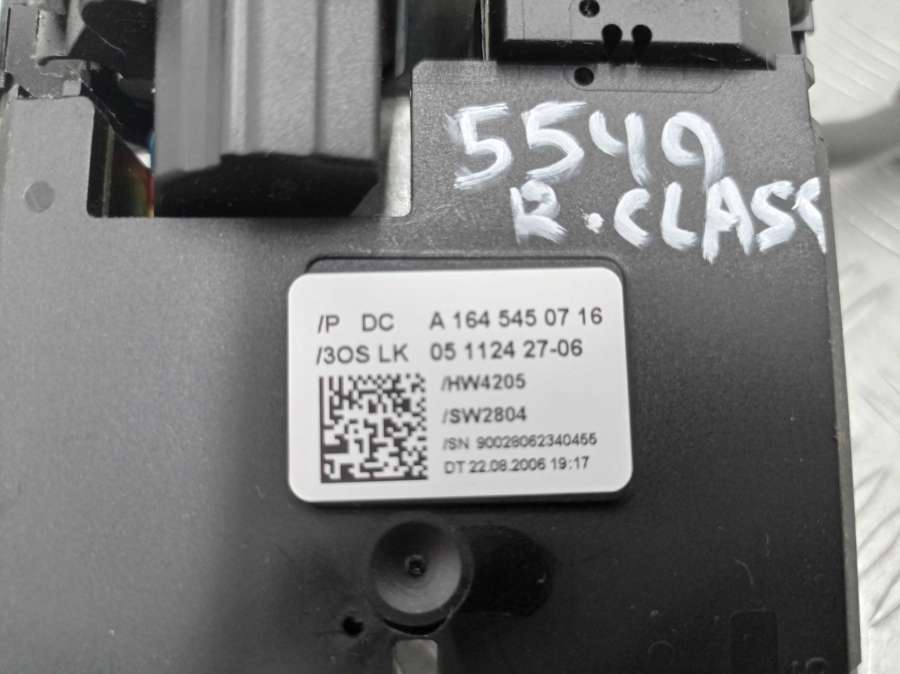 5549
R.CLASS
/P DC A 164 545 07 16
/3OS LK 05 1124 27-06
/HW4205
/SW2804
/SN 90028062340455
DT 22.08.2006 19:17